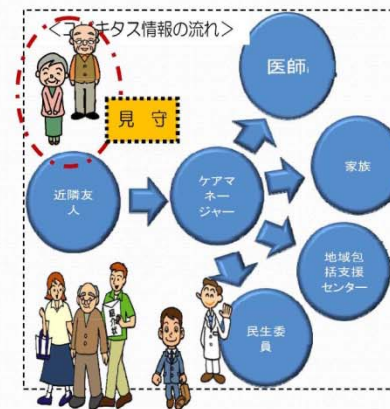 ＜ユビキタス情報の流れ＞
見 守
医師
近隣友
人
ケアマ
ネー
ジャー
家族
地域包
括支援
センター
民生委
員